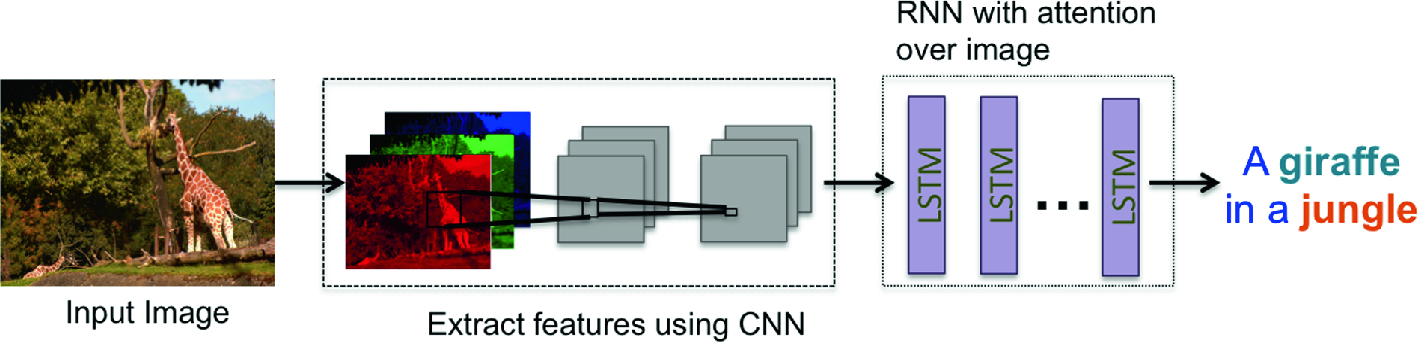 RNN with attention
over image
LSTM
LSTM
...
LSTM
A giraffe
in a jungle
Input Image
Extract features using CNN